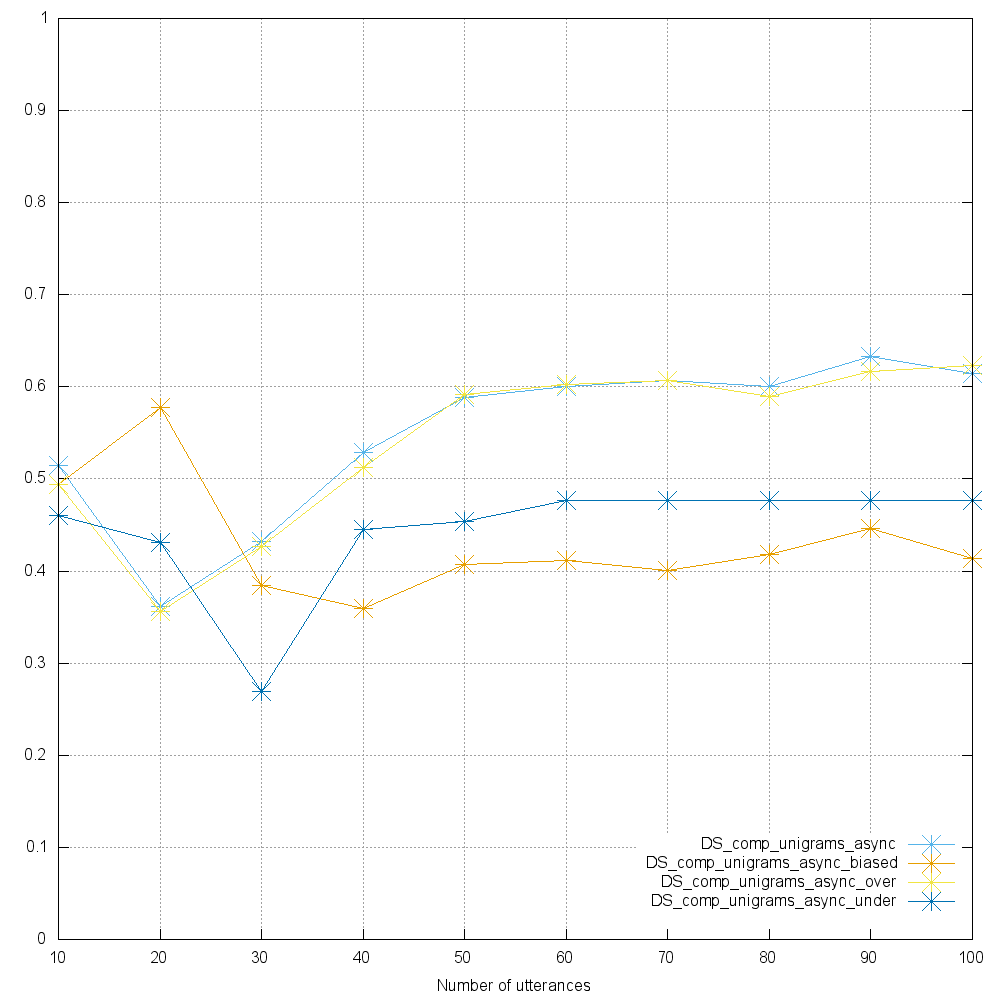 1
0.9
0.8
0.7
0.6
0.5
0.4
0.3
0.2
0.1
0
DS_comp_unigrams_async
DS_comp_unigrams_async_biased
DS_comp_unigrams_async_over
DS_comp_unigrams_async_under
10 20 30 40 50 60 70 80 90 100
Number of utterances